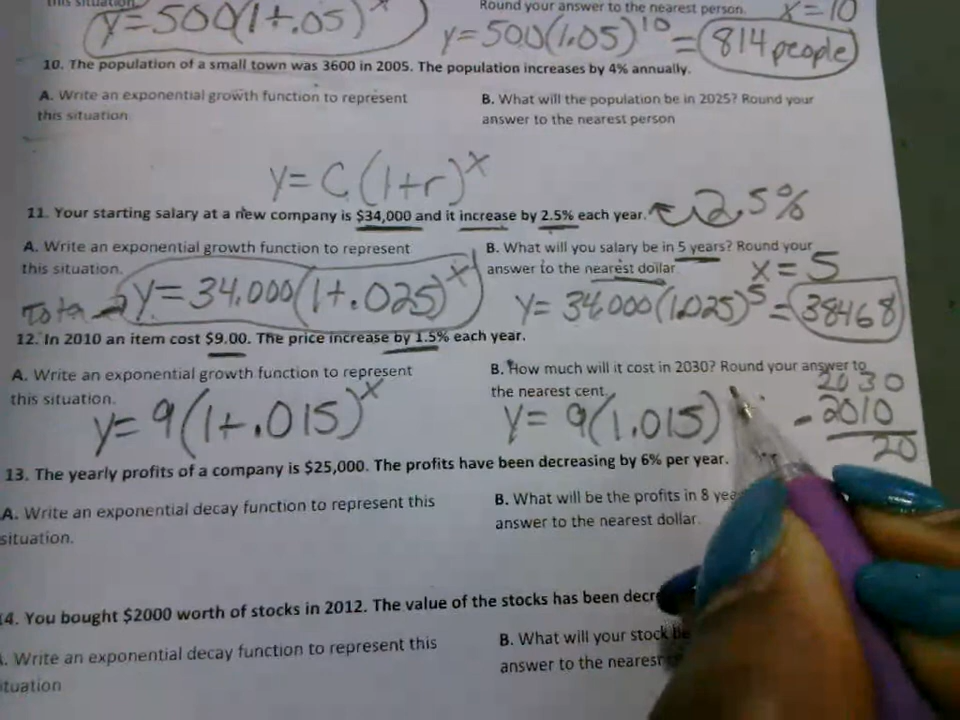 this situation.
Round your answer to the nearest person. x=10
y=500(1+.05)^x
y=500(1.05)^10 = 814 people
10. The population of a small town was 3600 in 2005. The population increases by 4% annually.
A. Write an exponential growth function to represent
this situation
B. What will the population be in 2025? Round your
answer to the nearest person
y=C(1+r)^x
11. Your starting salary at a new company is $34,000 and it increase by 2.5% each year.
2.5%
A. Write an exponential growth function to represent
this situation.
y=34,000(1+.025)^x
B. What will you salary be in 5 years? Round your
answer to the nearest dollar
x=5
y=34,000(1.025)^5 = 38468
12. In 2010 an item cost $9.00. The price increase by 1.5% each year.
A. Write an exponential growth function to represent
this situation.
y=9(1+.015)^x
B. How much will it cost in 2030? Round your answer to
the nearest cent.
y=9(1.015)
2030
-2010
20
13. The yearly profits of a company is $25,000. The profits have been decreasing by 6% per year.
A. Write an exponential decay function to represent this
situation.
B. What will be the profits in 8
answer to the nearest dollar.
14. You bought $2000 worth of stocks in 2012. The value of the stocks has been decre
. Write an exponential decay function to represent this
tuation
B. What will your stock be
answer to the nearest